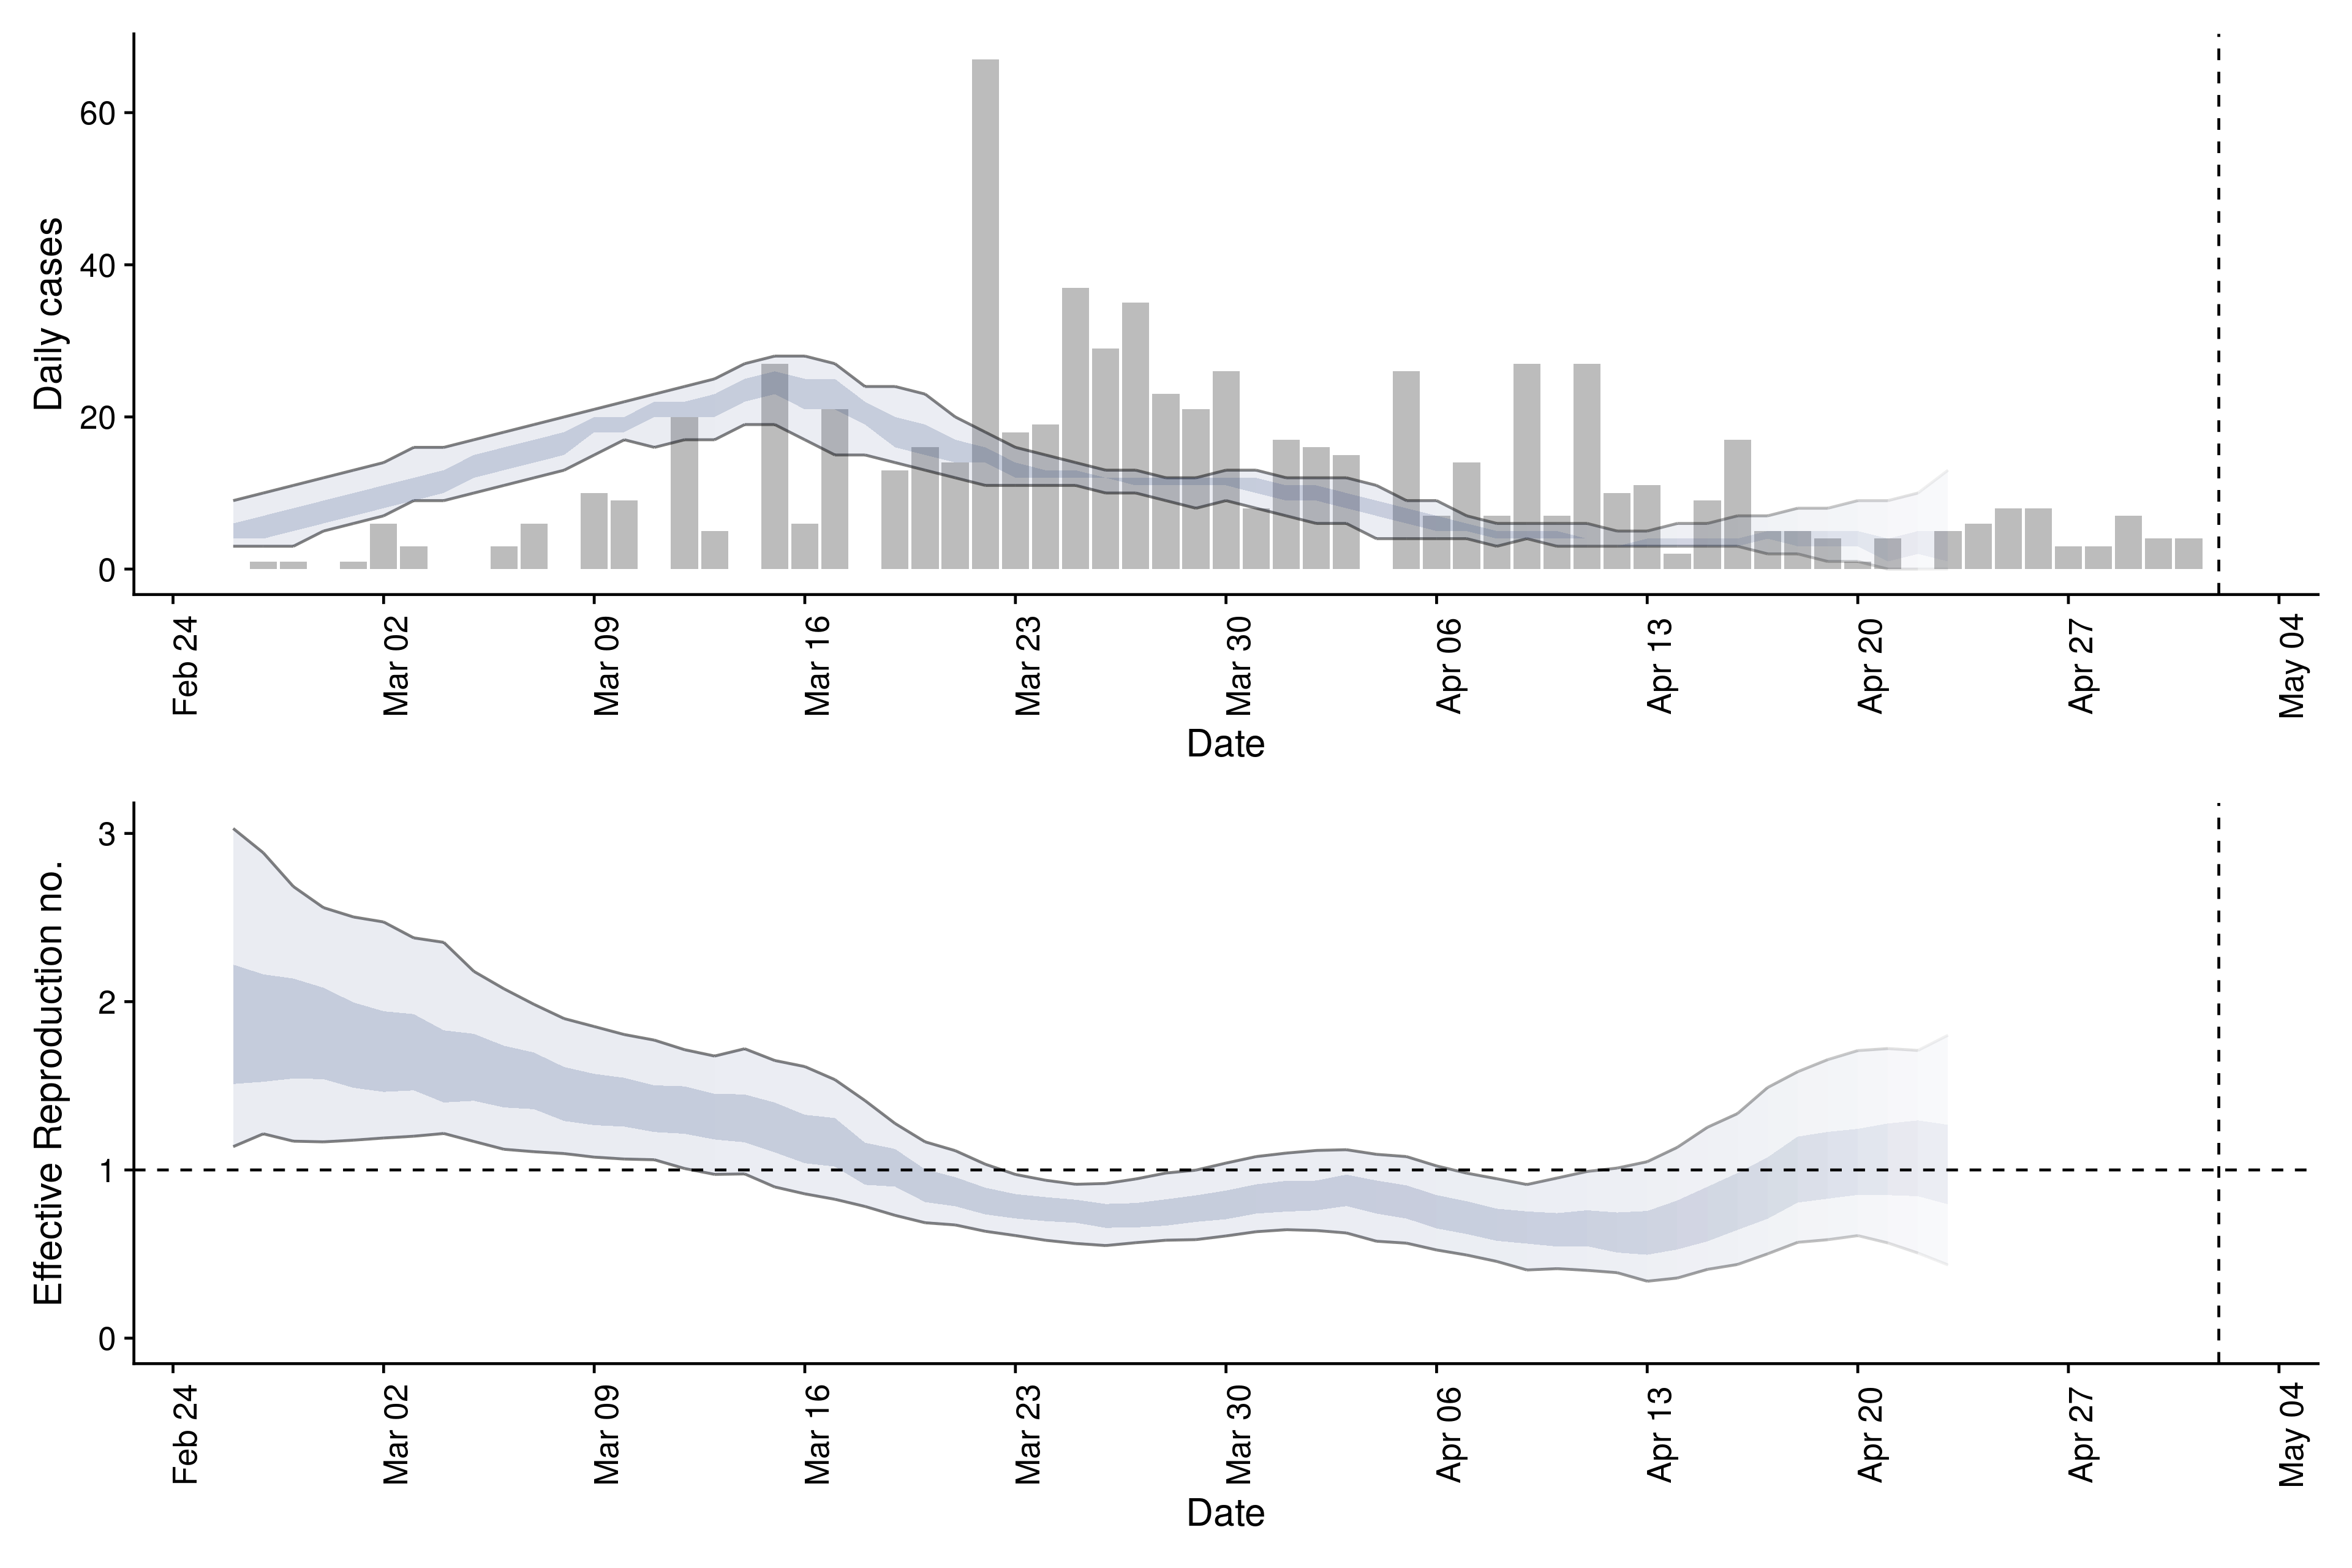 Daily cases
60
40
20
0
Feb 24
Mar 02
Mar 09
Mar 16
Mar 23
Mar 30
Apr 06
Apr 13
Apr 20
Apr 27
May 04
Date
Effective Reproduction no.
3
2
1
0
Feb 24
Mar 02
Mar 09
Mar 16
Mar 23
Mar 30
Apr 06
Apr 13
Apr 20
Apr 27
May 04
Date